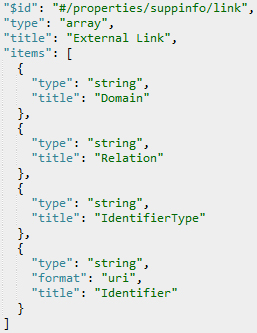 "$id": "#/properties/suppinfo/link",
"type": "array",
"title": "External Link",
"items": [
  {
    "type": "string",
    "title": "Domain"
  },
  {
    "type": "string",
    "title": "Relation"
  },
  {
    "type": "string",
    "title": "IdentifierType"
  },
  {
    "type": "string",
    "format": "uri",
    "title": "Identifier"
  }
]